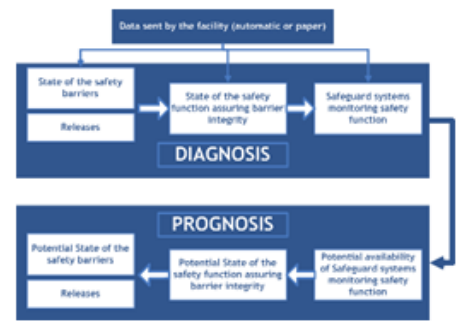 Data sent by the facility (automatic or paper)
State of the safety
barriers
Releases
State of the safety
function assuring barrier
integrity
Safeguard systems
monitoring safety
function
DIAGNOSIS
PROGNOSIS
Potential State of the
safety barriers
Releases
Potential State of the
safety function assuring
barrier integrity
Potential availability
of Safeguard systems
monitoring safety
function